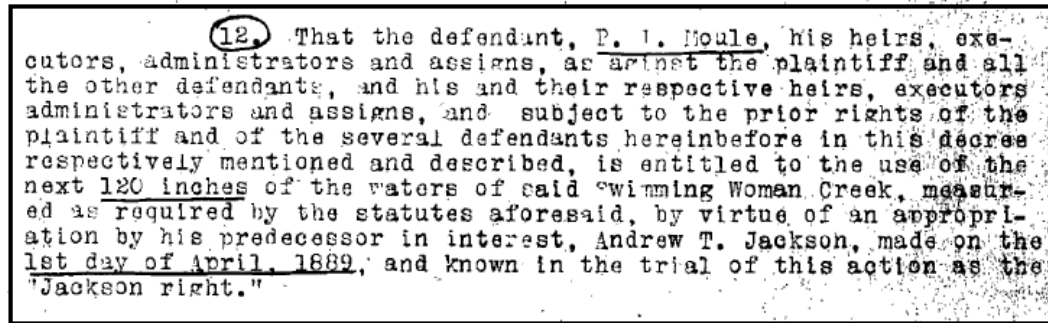 12. That the defendant, P. I. Moule, his heirs, exe-
cutors, administrators and assigns, as aginst the plaintiff and all
the other defendants, and his and their respective heirs, executors
administrators and assigns, and subject to the prior rights of the
plaintiff and of the several defendants hereinbefore in this decree
respectively mentioned and described, is entitled to the use of the
next 120 inches of the waters of said Swimming Woman Creek, measur-
ed as required by the statutes aforesaid, by virtue of an appropri-
ation by his predecessor in interest, Andrew T. Jackson, made on the
1st day of April, 1889, and known in the trial of this action as the
"Jackson right."